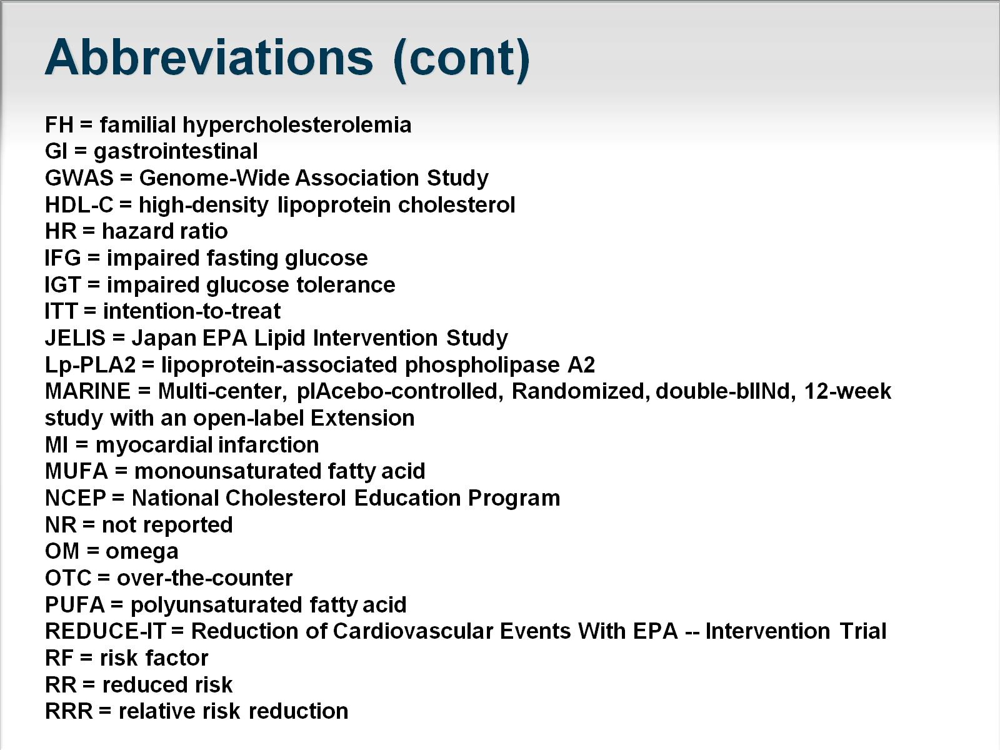 Abbreviations (cont)
FH = familial hypercholesterolemia
GI = gastrointestinal
GWAS = Genome-Wide Association Study
HDL-C = high-density lipoprotein cholesterol
HR = hazard ratio
IFG = impaired fasting glucose
IGT = impaired glucose tolerance
ITT = intention-to-treat
JELIS = Japan EPA Lipid Intervention Study
Lp-PLA2 = lipoprotein-associated phospholipase A2
MARINE = Multi-center, plAcebo-controlled, Randomized, double-blINd, 12-week
study with an open-label Extension
MI = myocardial infarction
MUFA = monounsaturated fatty acid
NCEP = National Cholesterol Education Program
NR = not reported
OM = omega
OTC = over-the-counter
PUFA = polyunsaturated fatty acid
REDUCE-IT = Reduction of Cardiovascular Events With EPA -- Intervention Trial
RF = risk factor
RR = reduced risk
RRR = relative risk reduction